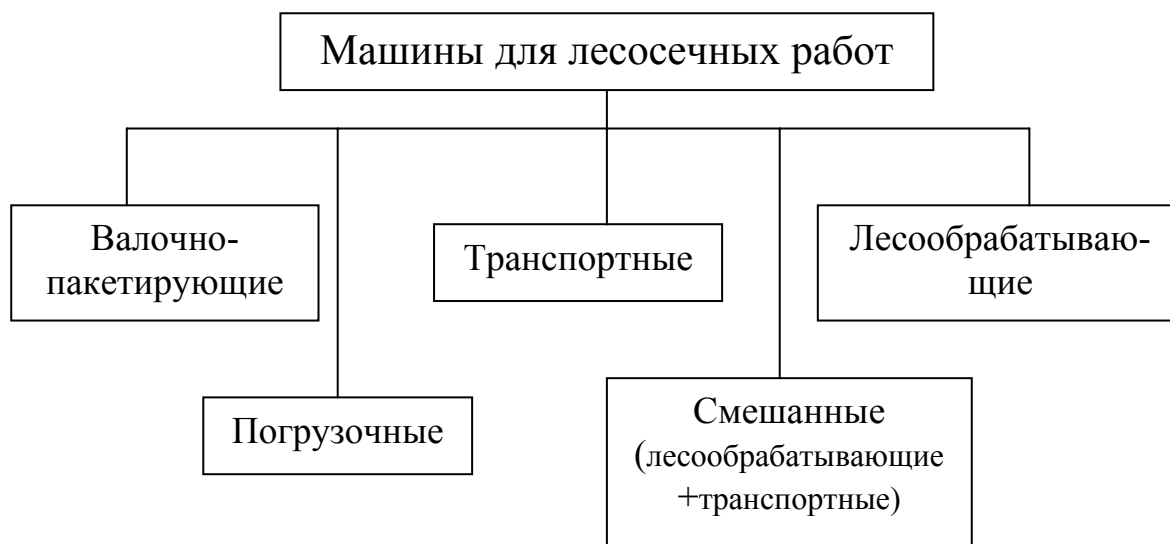 Машины для лесосечных работ
Валочно-
пакетирующие
Транспортные
Лесообрабатываю-
щие
Погрузочные
Смешанные
(лесообрабатывающие
+транспортные)